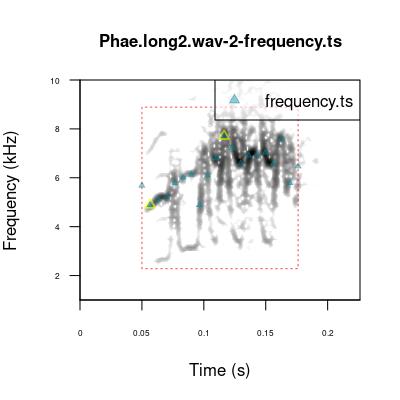 Phae.long2.wav-2-frequency.ts
frequency.ts
Frequency (kHz)
10
8
6
4
2
0
0.05
0.1
0.15
0.2
Time (s)